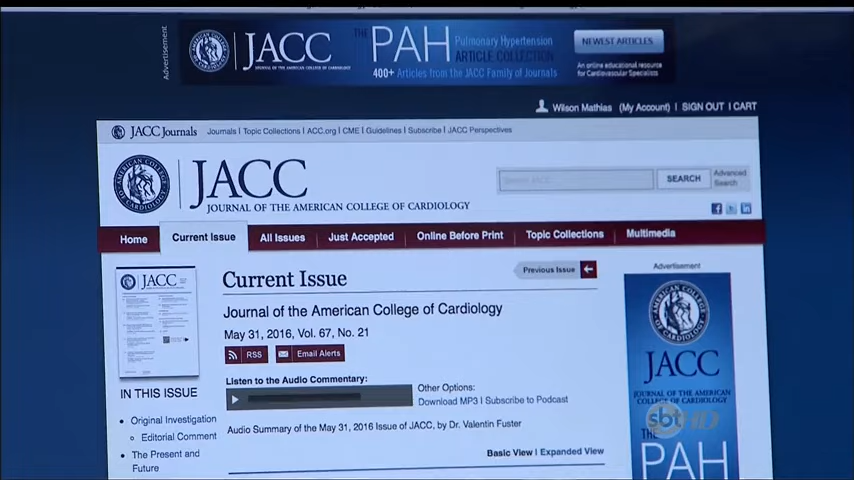 Advertisement
JACC
JOURNAL OF THE AMERICAN COLLEGE OF CARDIOLOGY
THE PAH Pulmonary Hypertension
ARTICLE COLLECTION
400+ Articles from the JACC Family of Journals
NEWEST ARTICLES
An online educational resource
for Cardiovascular Specialists
Wilson Mathias (My Account) | SIGN OUT | CART
JACC Journals Journals | Topic Collections | ACC.org | CME | Guidelines | Subscribe | JACC Perspectives
AMERICAN COLLEGE OF CARDIOLOGY
JACC
JOURNAL OF THE AMERICAN COLLEGE OF CARDIOLOGY
SEARCH
Advanced
Search
Home Current Issue All Issues Just Accepted Online Before Print Topic Collections Multimedia
JACC
Current Issue
Previous Issue
Journal of the American College of Cardiology
May 31, 2016, Vol. 67, No. 21
RSS Email Alerts
Listen to the Audio Commentary:
Other Options:
Download MP3 | Subscribe to Podcast
Audio Summary of the May 31, 2016 Issue of JACC, by Dr. Valentin Fuster
Basic View | Expanded View
IN THIS ISSUE
Original Investigation
Editorial Comment
The Present and
Future
Advertisement
JACC
JOURNAL OF THE AMERICAN
COLLEGE OF CARDIOLOGY
THE
PAH
sbt HD